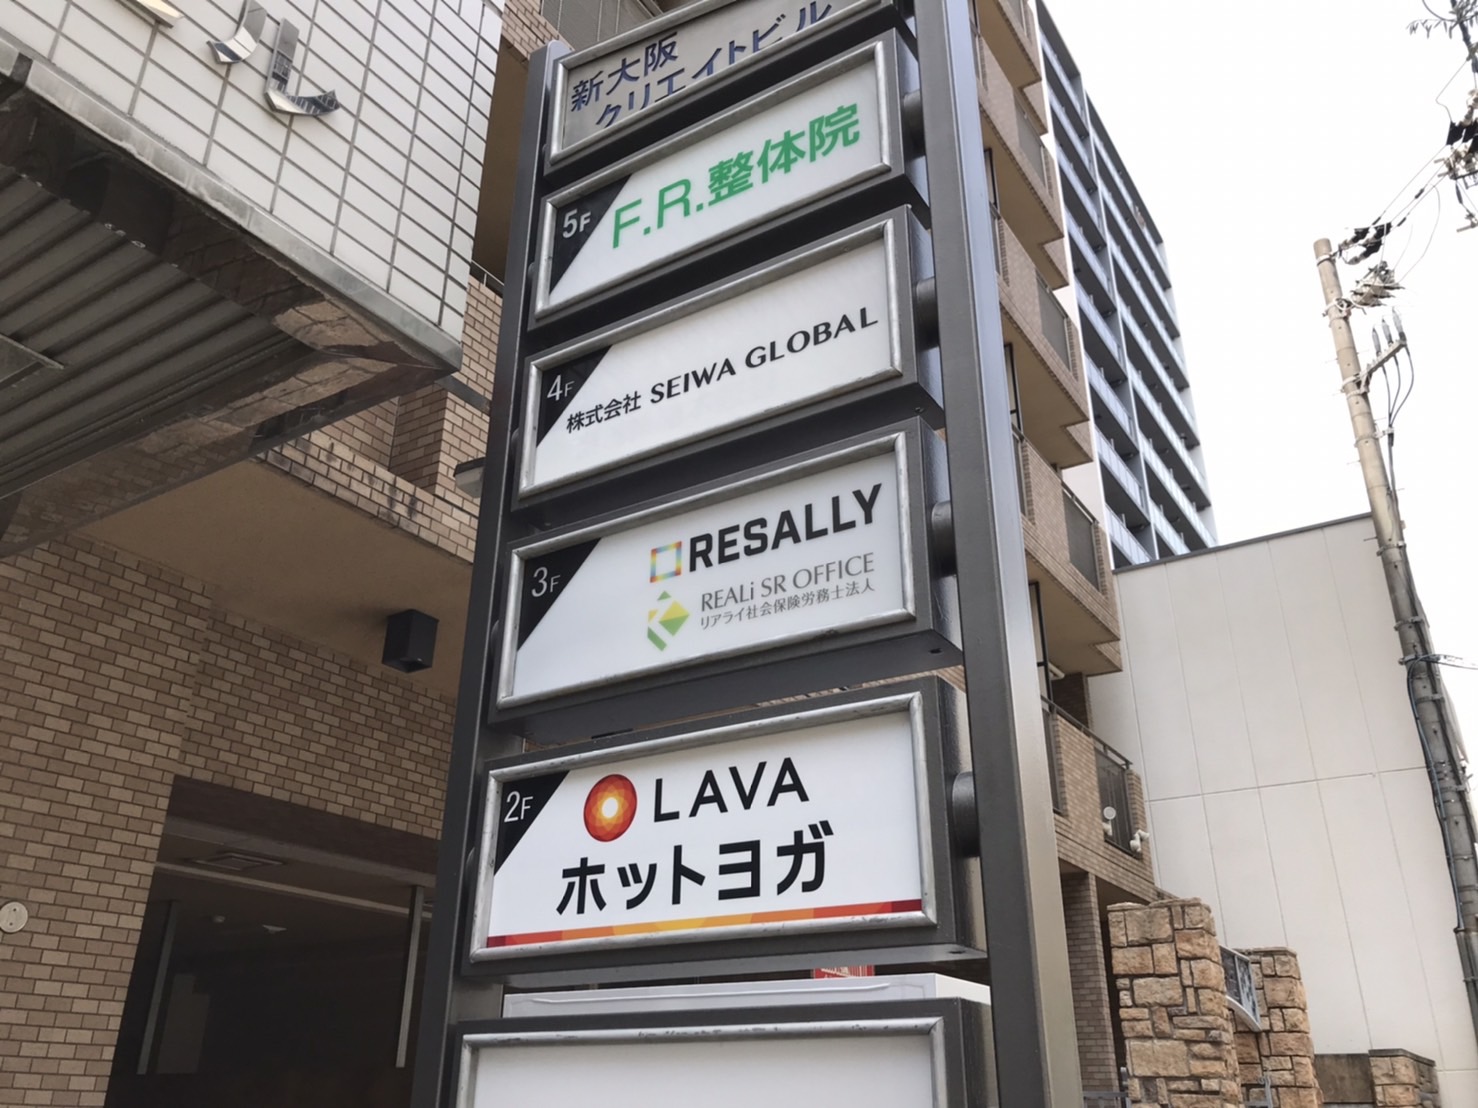 新大阪
クリエイトビル
5F
F.R.整体院
4F
株式会社 SEIWA GLOBAL
3F
RESALLY
REALi SR OFFICE
リアライ社会保険労務士法人
2F
LAVA
ホットヨガ